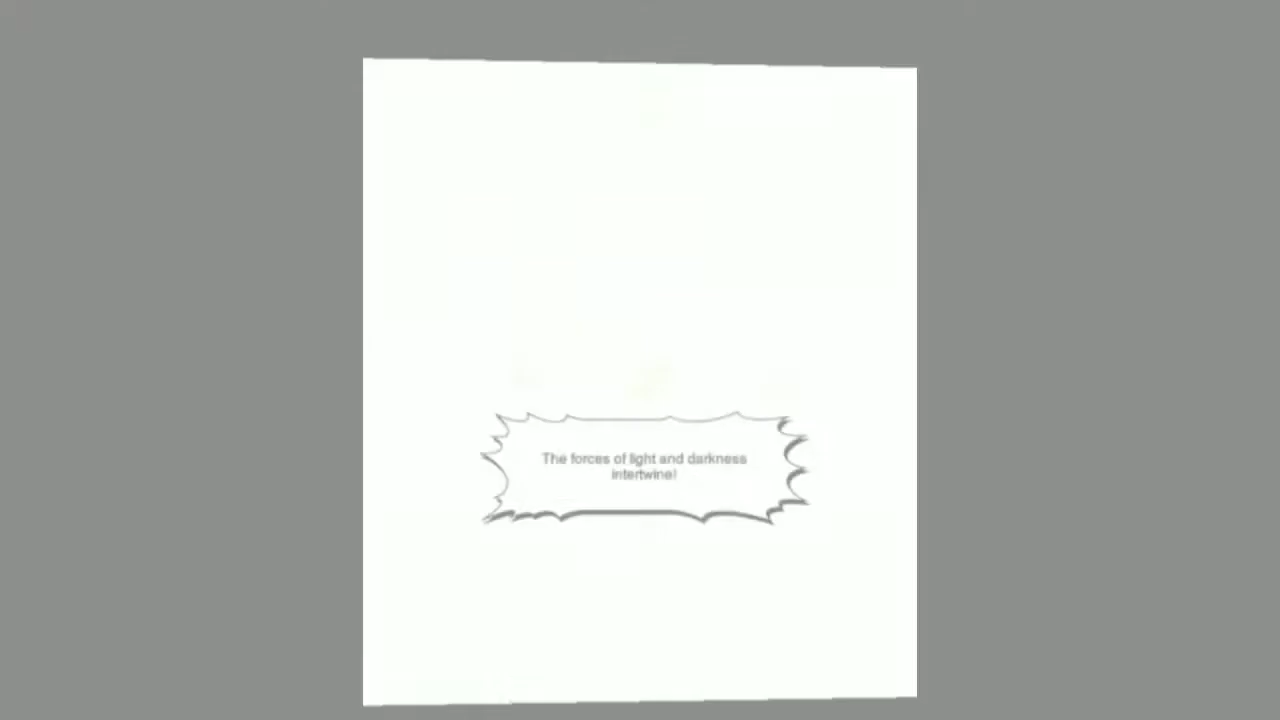 The forces of light and darkness
intertwine!